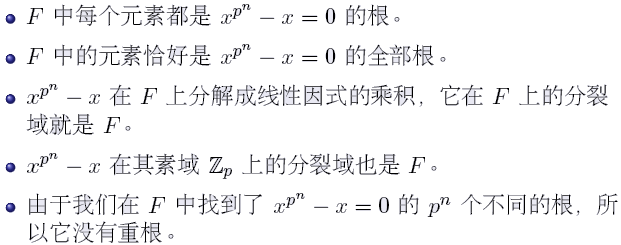 F 中每个元素都是 x^{p^n} − x = 0 的根。
F 中的元素恰好是 x^{p^n} − x = 0 的全部根。
x^{p^n} − x 在 F 上分解成线性因式的乘积，它在 F 上的分裂
域就是 F。
x^{p^n} − x 在其素域 ℤ_p 上的分裂域也是 F。
由于我们在 F 中找到了 x^{p^n} − x = 0 的 p^n 个不同的根，所
以它没有重根。